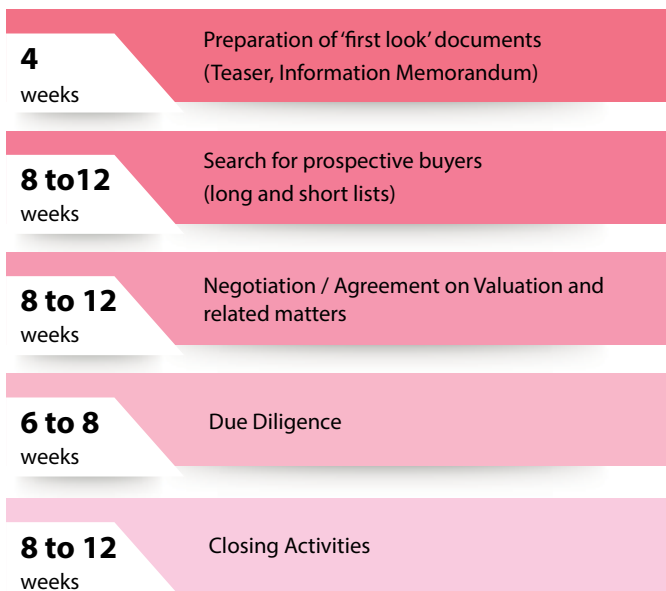 4
weeks
Preparation of ‘first look’ documents
(Teaser, Information Memorandum)
8 to12
weeks
Search for prospective buyers
(long and short lists)
8 to 12
weeks
Negotiation / Agreement on Valuation and
related matters
6 to 8
weeks
Due Diligence
8 to 12
weeks
Closing Activities